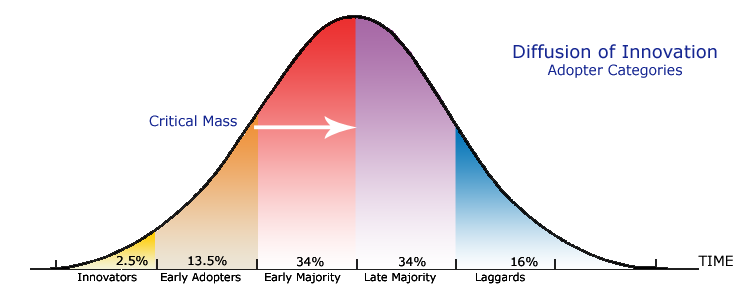 Diffusion of Innovation
Adopter Categories
Critical Mass
2.5% 13.5% 34% 34% 16% TIME
Innovators Early Adopters Early Majority Late Majority Laggards